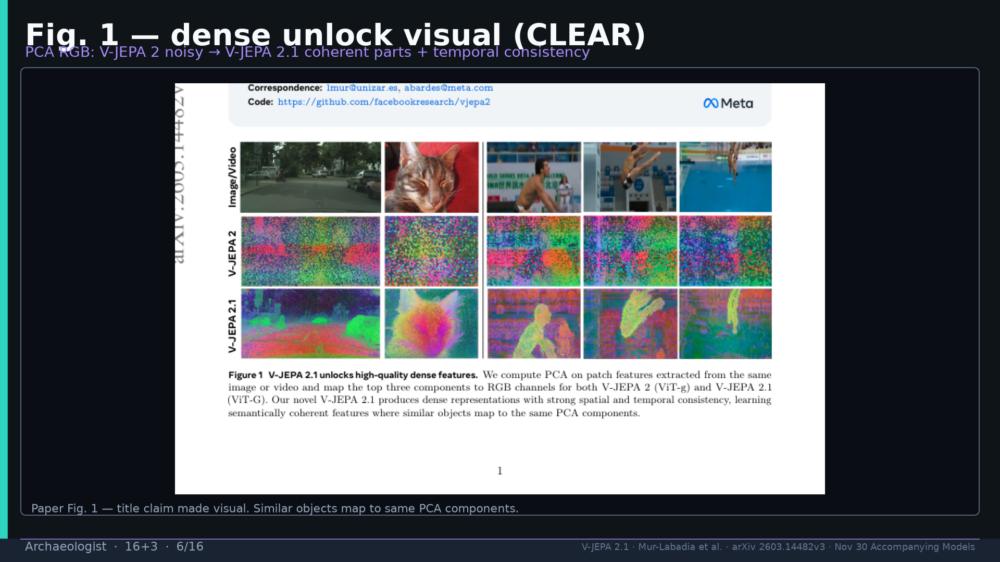 Fig. 1 — dense unlock visual (CLEAR)
PCA RGB: V-JEPA 2 noisy → V-JEPA 2.1 coherent parts + temporal consistency
Correspondence: lmur@unizar.es, abardes@meta.com
Code: https://github.com/facebookresearch/vjepa2
Meta
Image/Video
V-JEPA 2
V-JEPA 2.1
Figure 1 V-JEPA 2.1 unlocks high-quality dense features. We compute PCA on patch features extracted from the same
image or video and map the top three components to RGB channels for both V-JEPA 2 (ViT-g) and V-JEPA 2.1
(ViT-G). Our novel V-JEPA 2.1 produces dense representations with strong spatial and temporal consistency, learning
semantically coherent features where similar objects map to the same PCA components.
1
Paper Fig. 1 — title claim made visual. Similar objects map to same PCA components.
Archaeologist · 16+3 · 6/16
V-JEPA 2.1 · Mur-Labadia et al. · arXiv 2603.14482v3 · Nov 30 Accompanying Models